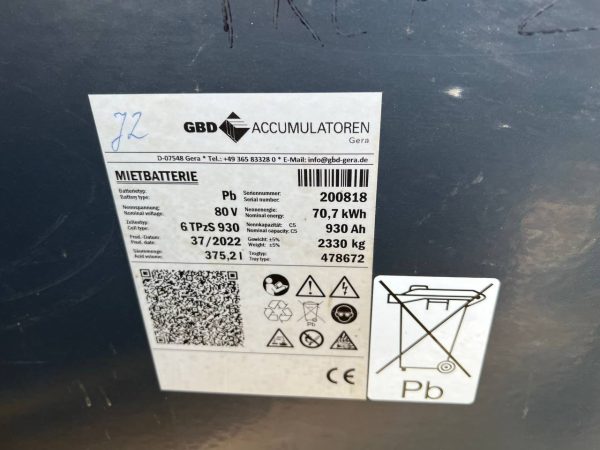 J2
GBD ACCUMULATOREN
Gera
D-07548 Gera * Tel.: +49 365 83328 0 * E-Mail: info@gbd-gera.de
MIETBATTERIE
Batterietyp: Pb Seriennummer: 200818
Battery type: Serial number:
Nennspannung: 80 V Nennenergie: 70,7 kWh
Nominal voltage: Nominal energy:
Zellentyp: 6 TPzS 930 Nennkapazität: C5 930 Ah
Cell type: Nominal capacity: C5
Prod.-Datum: 37/2022 Gewicht: ±5% 2330 kg
Prod. date: Weight: ±5%
Säuremenge: 375,2 l Trogtyp: 478672
Acid volume: Tray type:
Pb
CE
Pb